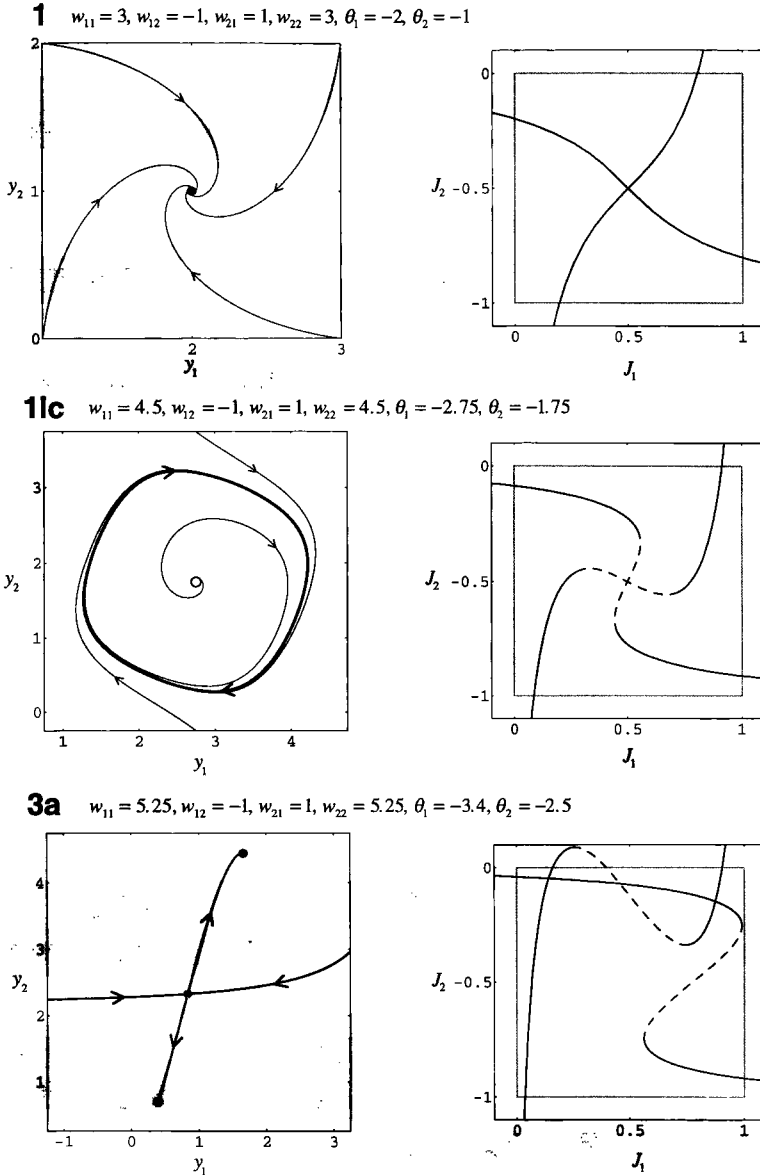 1 w₁₁ = 3, w₁₂ = −1, w₂₁ = 1, w₂₂ = 3, θ₁ = −2, θ₂ = −1
2
y₂ 1
0
2
3
y₁
0
J₂ -0.5
-1
0
0.5
1
J₁
1lc w₁₁ = 4.5, w₁₂ = −1, w₂₁ = 1, w₂₂ = 4.5, θ₁ = −2.75, θ₂ = −1.75
3
2
y₂
1
0
1
2
3
4
y₁
0
J₂ -0.5
-1
0
0.5
1
J₁
3a w₁₁ = 5.25, w₁₂ = −1, w₂₁ = 1, w₂₂ = 5.25, θ₁ = −3.4, θ₂ = −2.5
4
3
y₂
2
1
-1
0
1
2
3
y₁
0
J₂ -0.5
-1
0
0.5
1
J₁